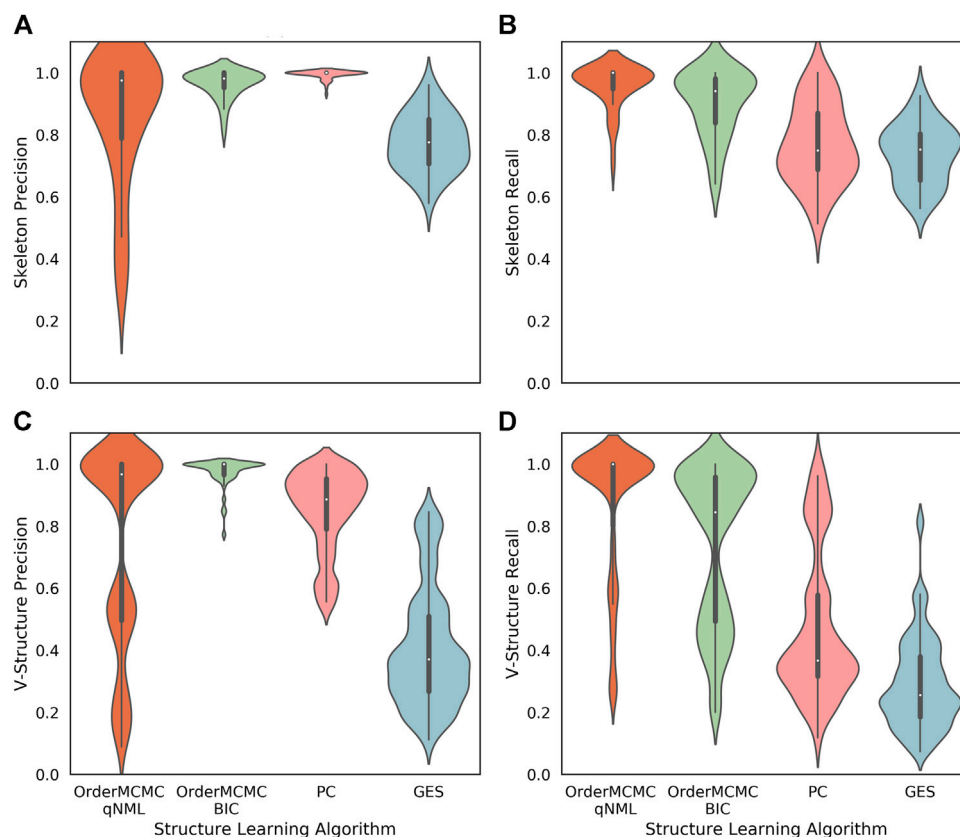 A
B
Skeleton Precision
1.0
0.8
0.6
0.4
0.2
0.0
Skeleton Recall
1.0
0.8
0.6
0.4
0.2
0.0
C
D
V-Structure Precision
1.0
0.8
0.6
0.4
0.2
0.0
OrderMCMC
qNML
OrderMCMC
BIC
PC
GES
Structure Learning Algorithm
V-Structure Recall
1.0
0.8
0.6
0.4
0.2
0.0
OrderMCMC
qNML
OrderMCMC
BIC
PC
GES
Structure Learning Algorithm